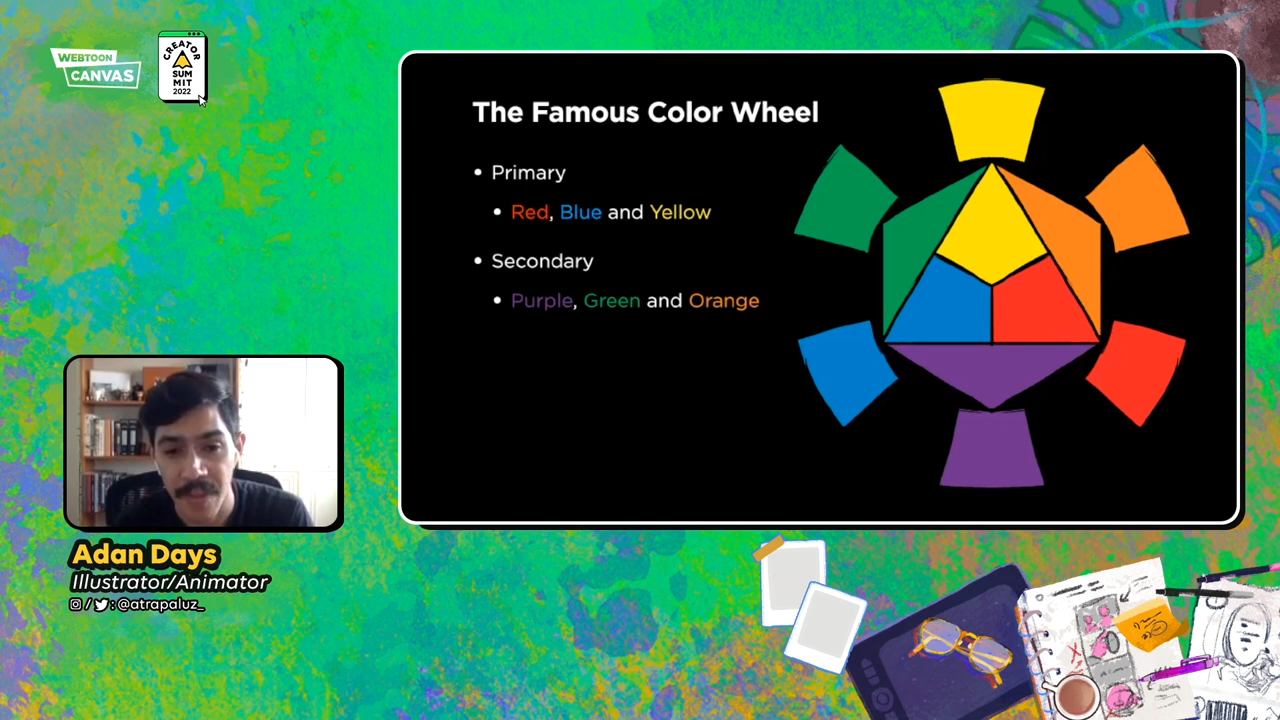 WEBTOON
CANVAS
CREATOR
SUM
MIT
2022
The Famous Color Wheel
• Primary
• Red, Blue and Yellow
• Secondary
• Purple, Green and Orange
Adan Days
Illustrator/Animator
/ : @atrapaluz_